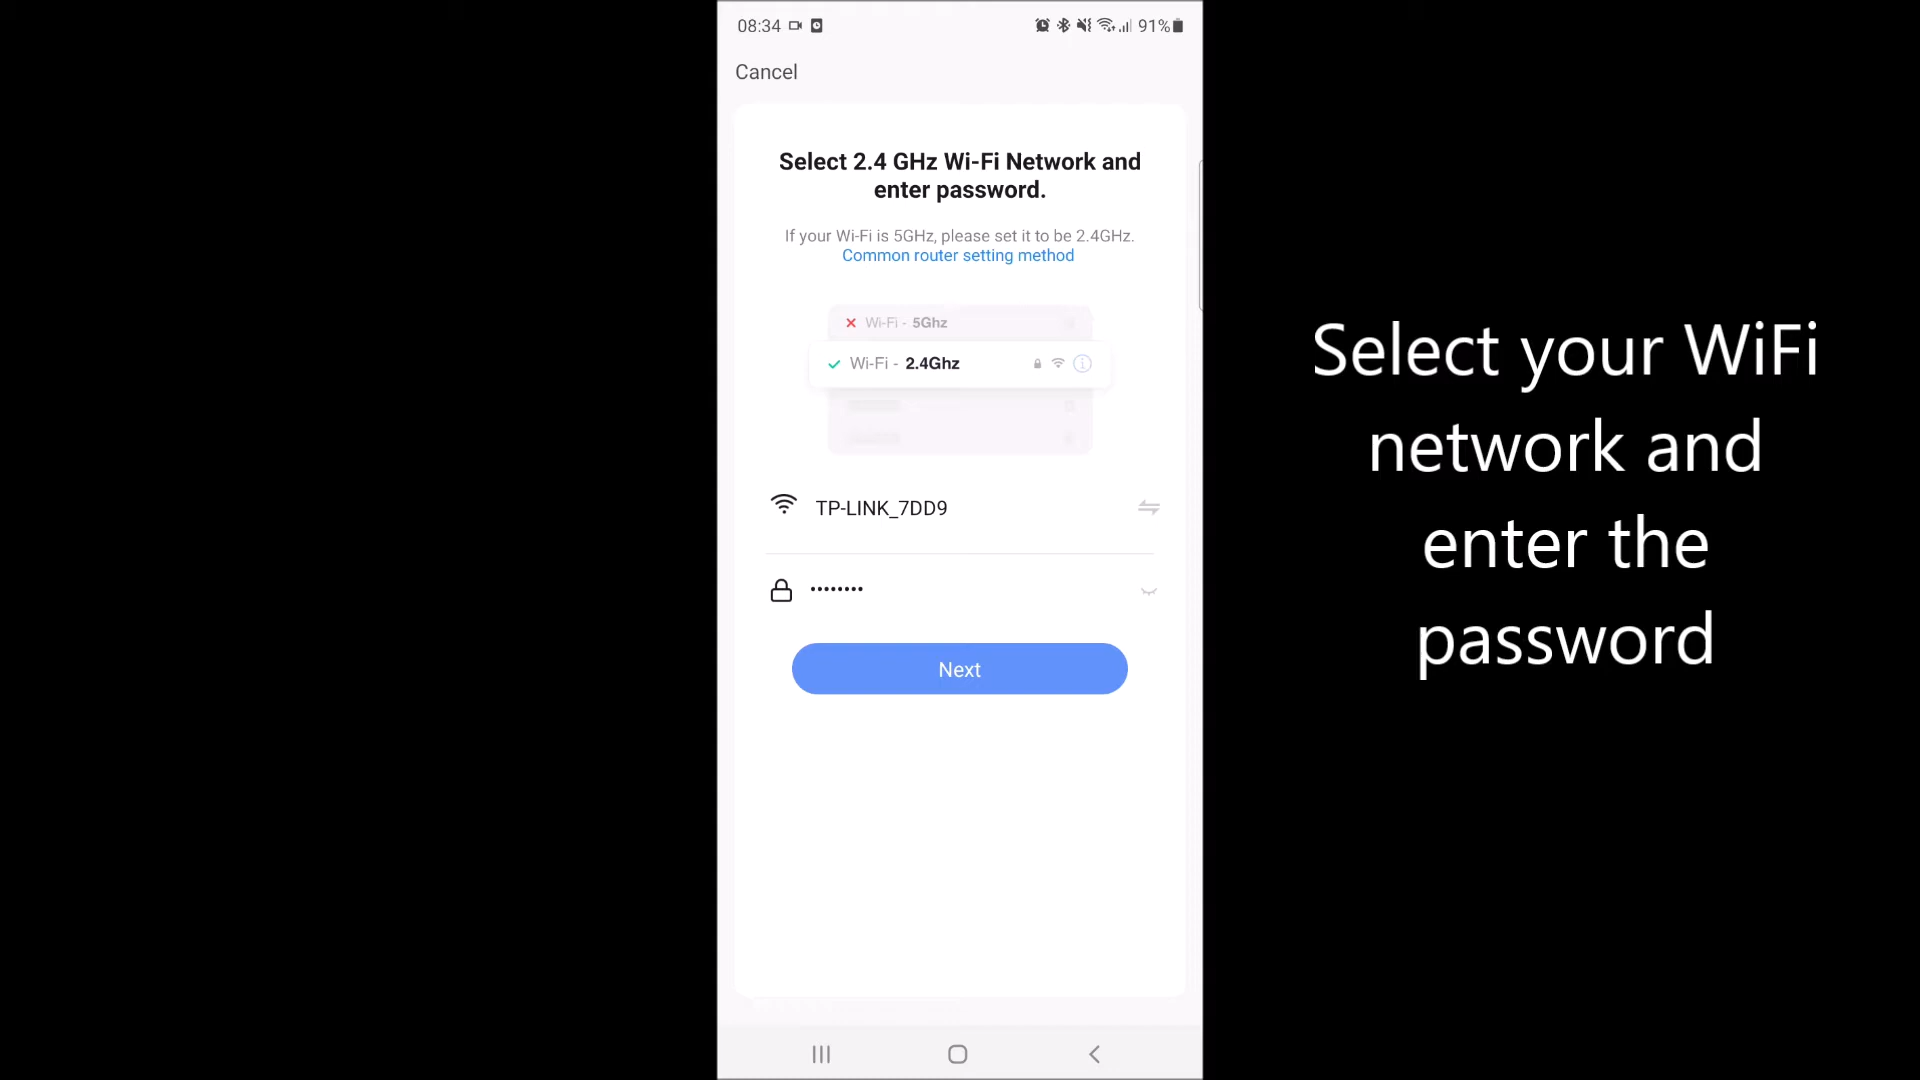 08:34
91%
Cancel
Select 2.4 GHz Wi-Fi Network and
enter password.
If your Wi-Fi is 5GHz, please set it to be 2.4GHz.
Common router setting method
Wi-Fi - 5Ghz
Wi-Fi - 2.4Ghz
TP-LINK_7DD9
••••••••
Next
Select your WiFi
network and
enter the
password